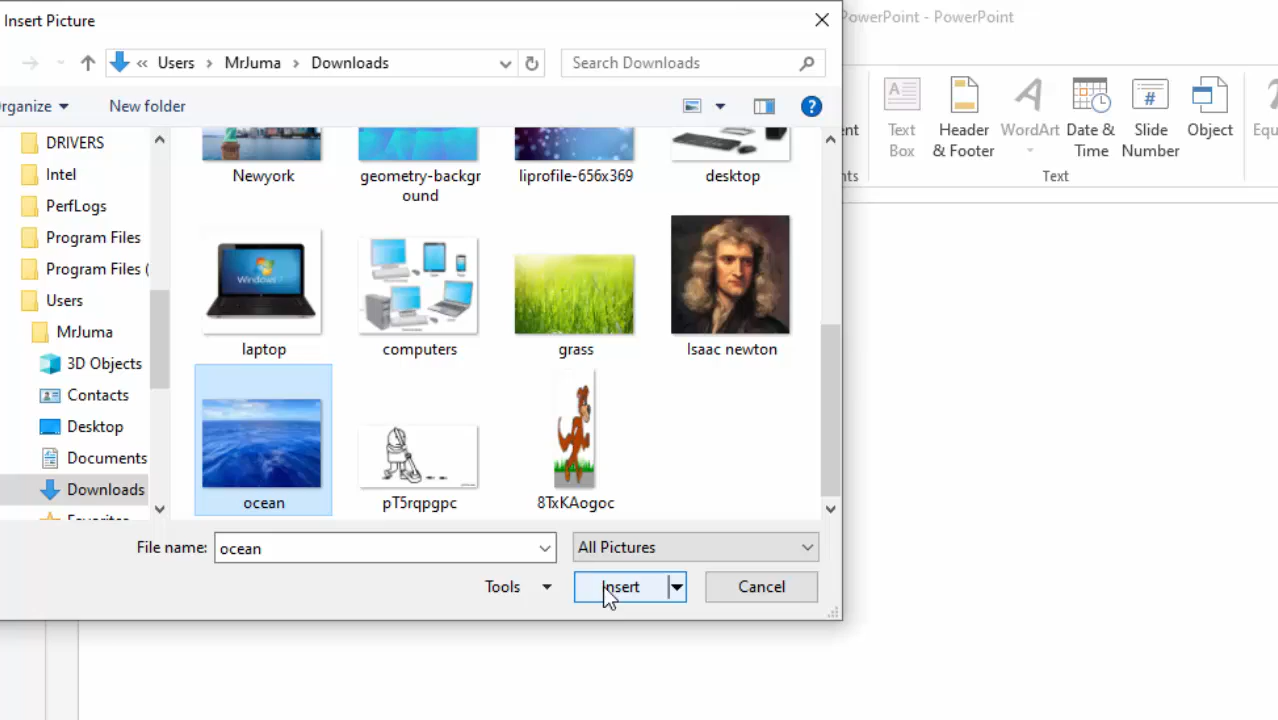 Insert Picture
PowerPoint - PowerPoint
« Users › MrJuma › Downloads
Search Downloads
Organize
New folder
Text Box
Header & Footer
WordArt
Date & Time
Slide Number
Object
Text
DRIVERS
Intel
PerfLogs
Program Files
Program Files (
Users
MrJuma
3D Objects
Contacts
Desktop
Documents
Downloads
Newyork
geometry-backgr
ound
liprofile-656x369
desktop
Windows 7
laptop
computers
grass
Isaac newton
ocean
pT5rqpgpc
8TxKAogoc
File name:
ocean
All Pictures
Tools
Insert
Cancel